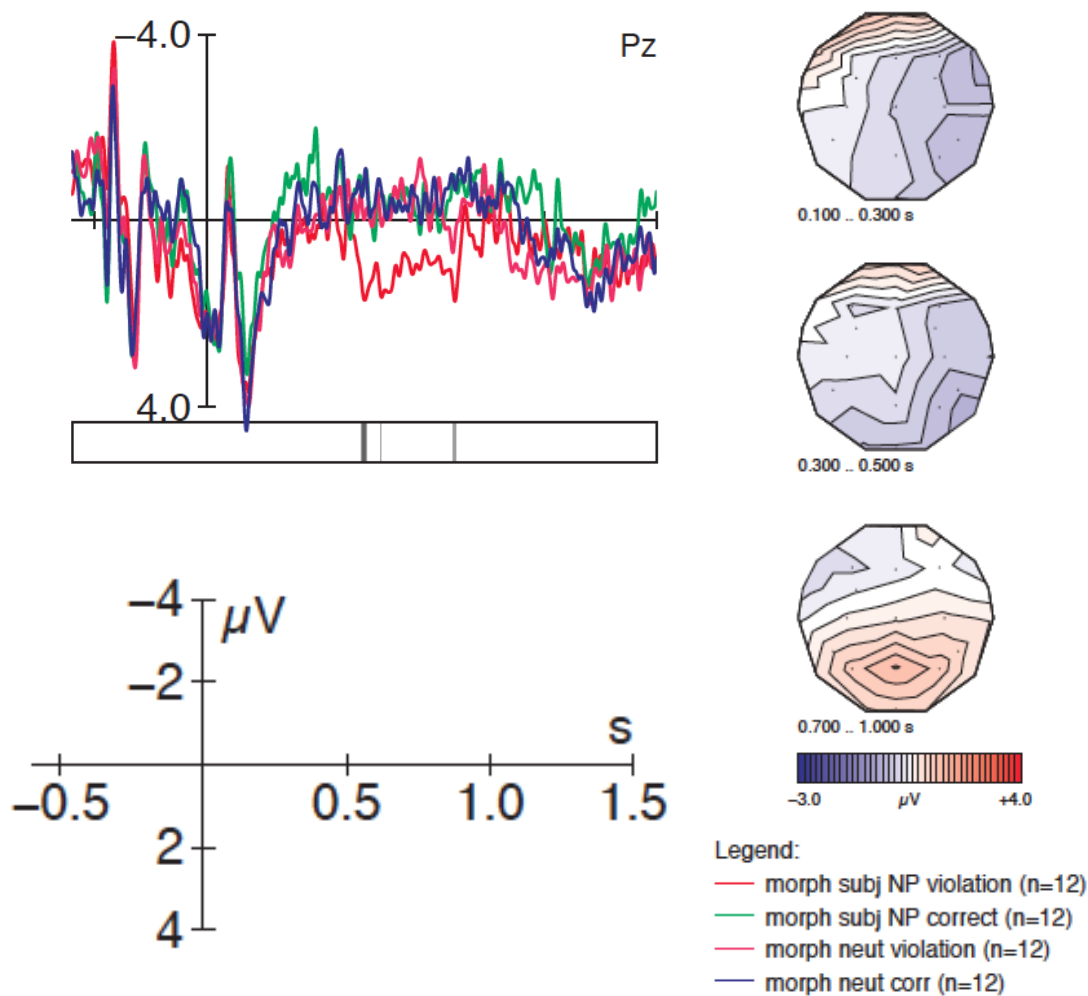 −4.0
Pz
4.0
0.100 .. 0.300 s
0.300 .. 0.500 s
0.700 .. 1.000 s
−3.0 µV +4.0
−4 µV
−2
s
−0.5 0.5 1.0 1.5
2
4
Legend:
morph subj NP violation (n=12)
morph subj NP correct (n=12)
morph neut violation (n=12)
morph neut corr (n=12)